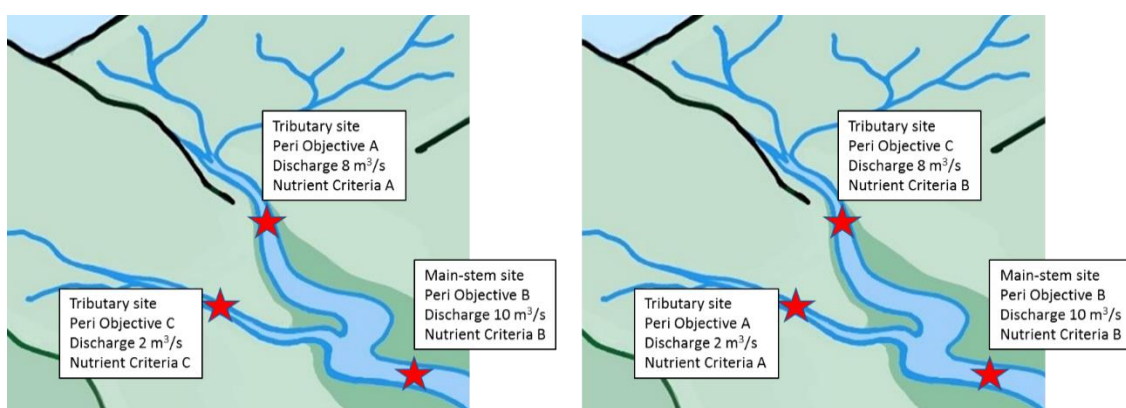 Tributary site
Peri Objective A
Discharge 8 m³/s
Nutrient Criteria A
Main-stem site
Peri Objective B
Discharge 10 m³/s
Nutrient Criteria B
Tributary site
Peri Objective C
Discharge 2 m³/s
Nutrient Criteria C
Tributary site
Peri Objective C
Discharge 8 m³/s
Nutrient Criteria B
Main-stem site
Peri Objective B
Discharge 10 m³/s
Nutrient Criteria B
Tributary site
Peri Objective A
Discharge 2 m³/s
Nutrient Criteria A